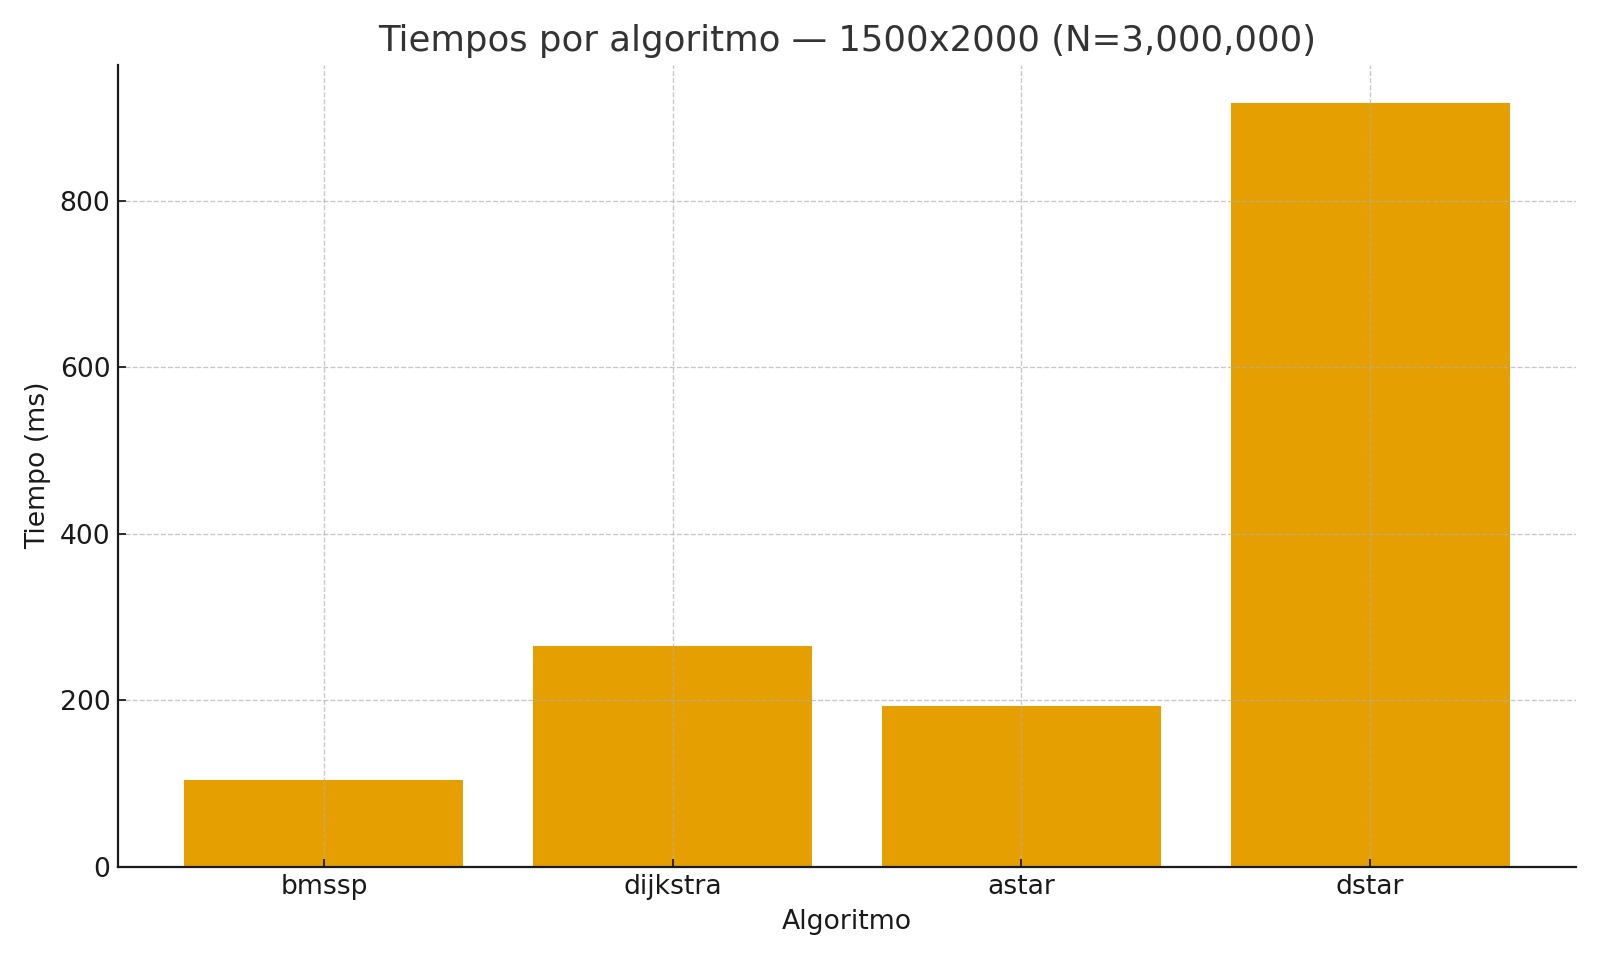 Tiempos por algoritmo — 1500x2000 (N=3,000,000)
Tiempo (ms)
800
600
400
200
0
bmssp dijkstra astar dstar
Algoritmo